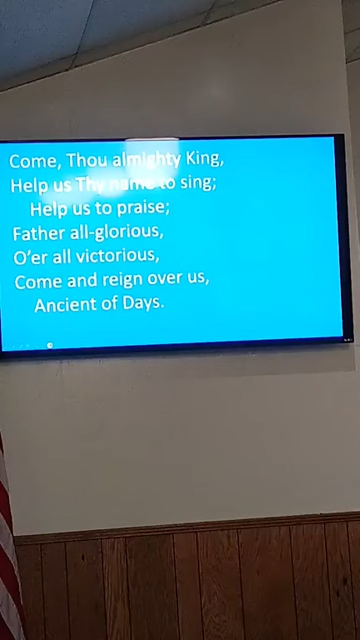 Come, Thou almighty King,
Help us Thy name to sing;
Help us to praise;
Father all-glorious,
O'er all victorious,
Come and reign over us,
Ancient of Days.